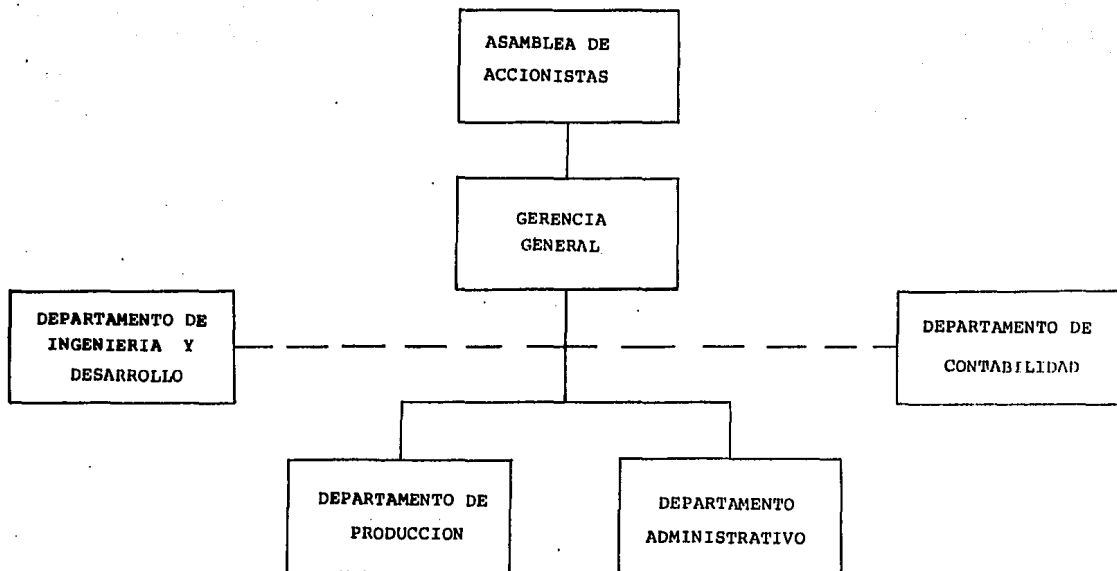 ASAMBLEA DE
ACCIONISTAS
GERENCIA
GENERAL
DEPARTAMENTO DE
INGENIERIA Y
DESARROLLO
DEPARTAMENTO DE
CONTABILIDAD
DEPARTAMENTO DE
PRODUCCION
DEPARTAMENTO
ADMINISTRATIVO